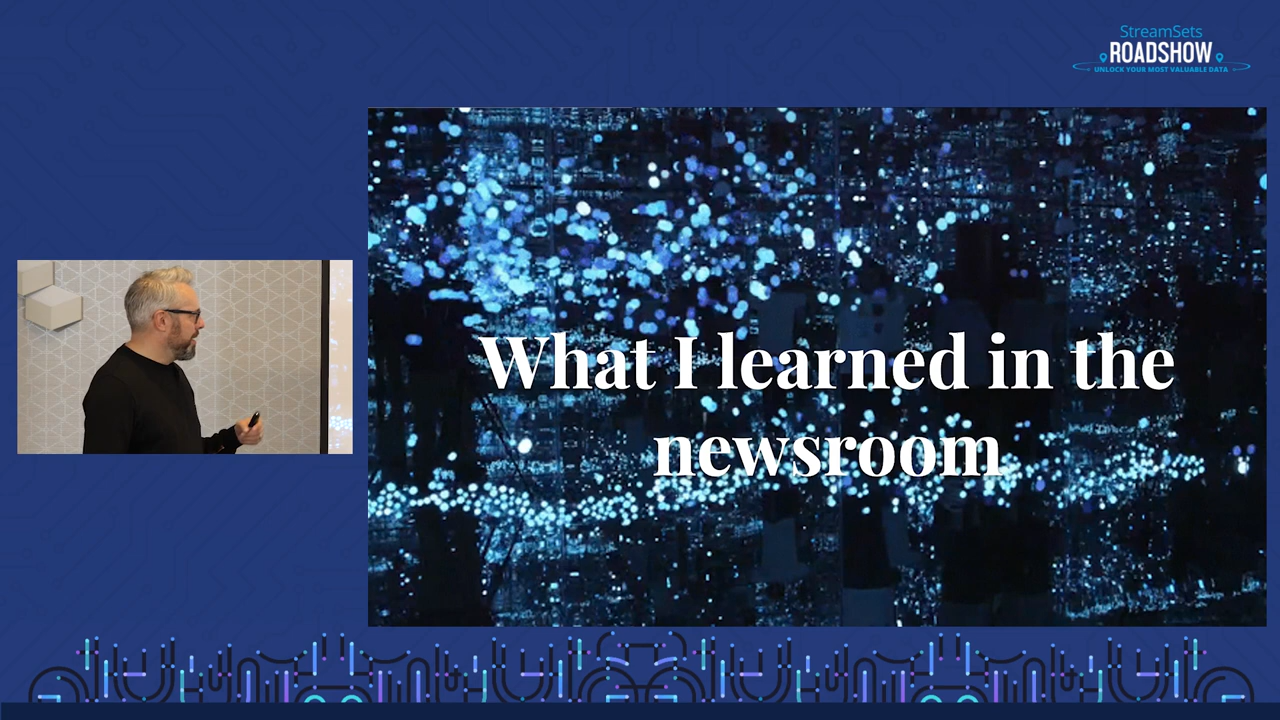 StreamSets
ROADSHOW
UNLOCK YOUR MOST VALUABLE DATA
What I learned in the
newsroom